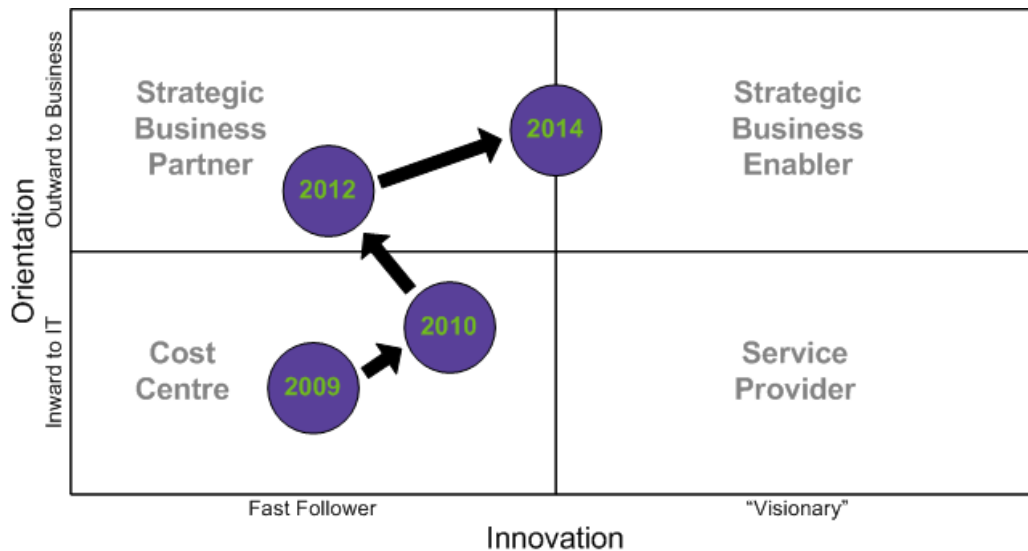 Orientation
Outward to Business
Inward to IT
Strategic
Business
Partner
Strategic
Business
Enabler
2014
2012
2010
2009
Cost
Centre
Service
Provider
Fast Follower
“Visionary”
Innovation